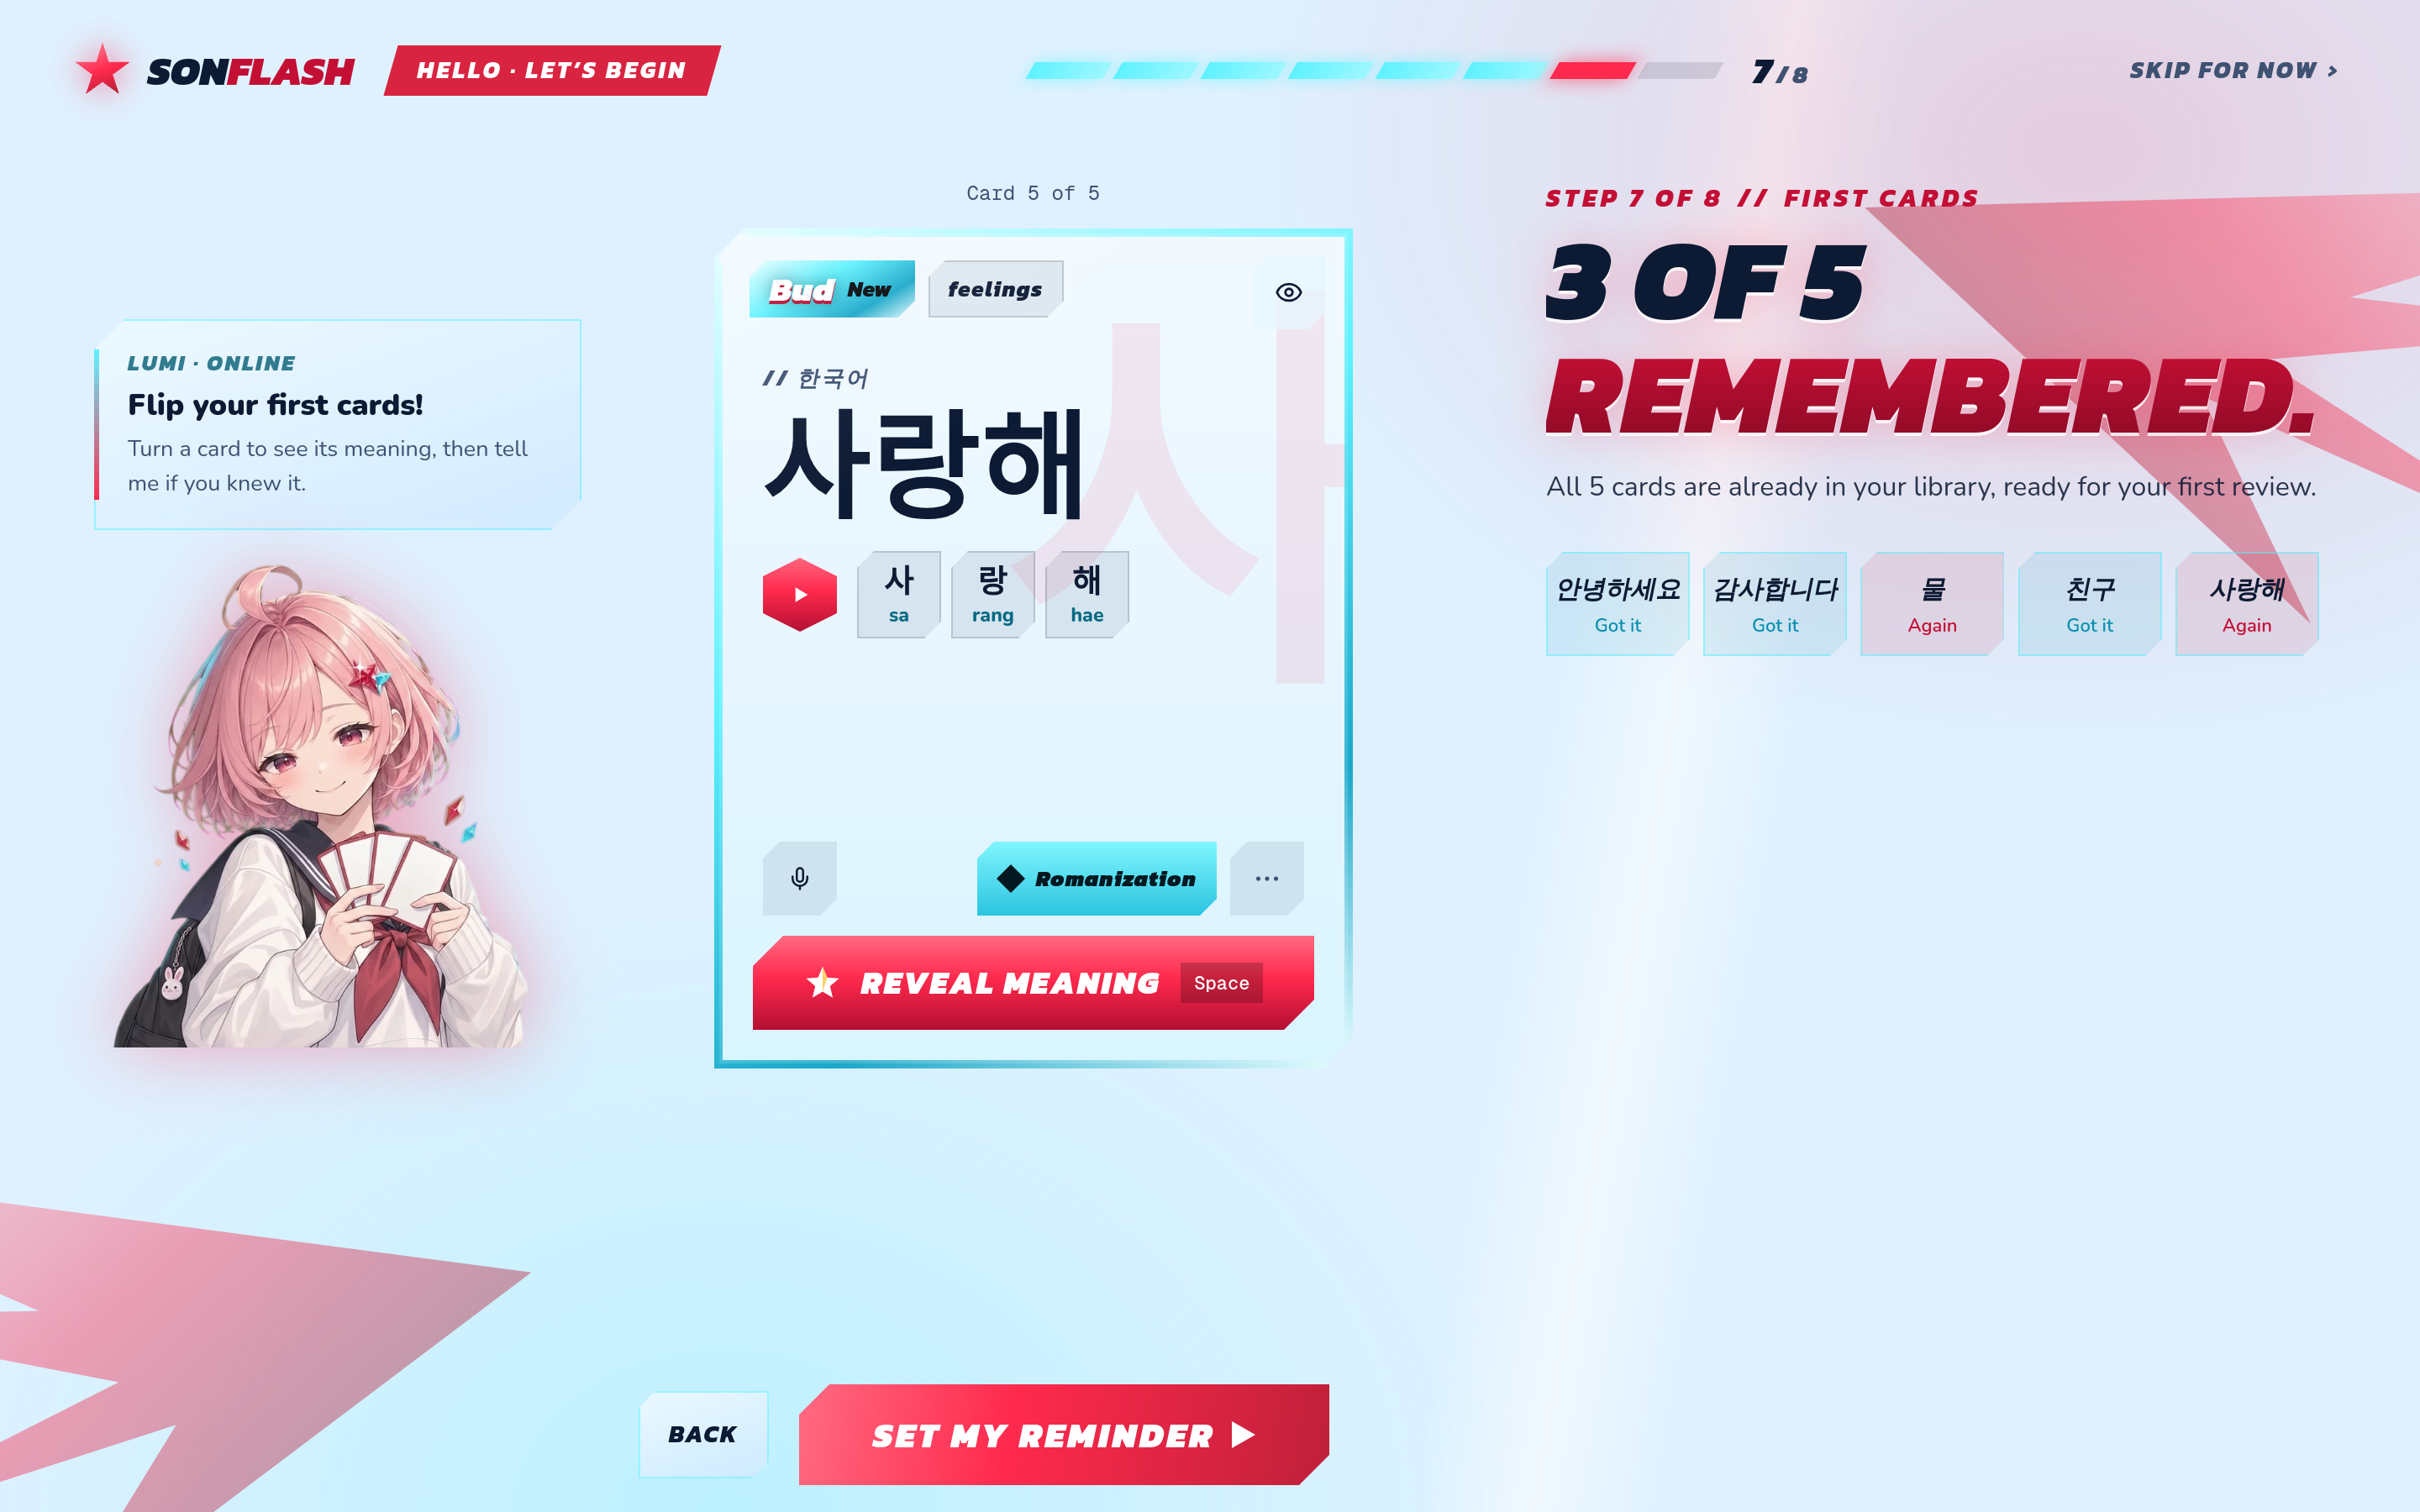 SONFLASH
HELLO · LET'S BEGIN
7 / 8
SKIP FOR NOW >
LUMI · ONLINE
Flip your first cards!
Turn a card to see its meaning, then tell
me if you knew it.
Card 5 of 5
Bud New
feelings
// 한국어
사랑해
사
사 랑 해
sa rang hae
Romanization
REVEAL MEANING Space
STEP 7 OF 8 // FIRST CARDS
3 OF 5
REMEMBERED.
All 5 cards are already in your library, ready for your first review.
안녕하세요 감사합니다 물 친구 사랑해
Got it Got it Again Got it Again
BACK
SET MY REMINDER